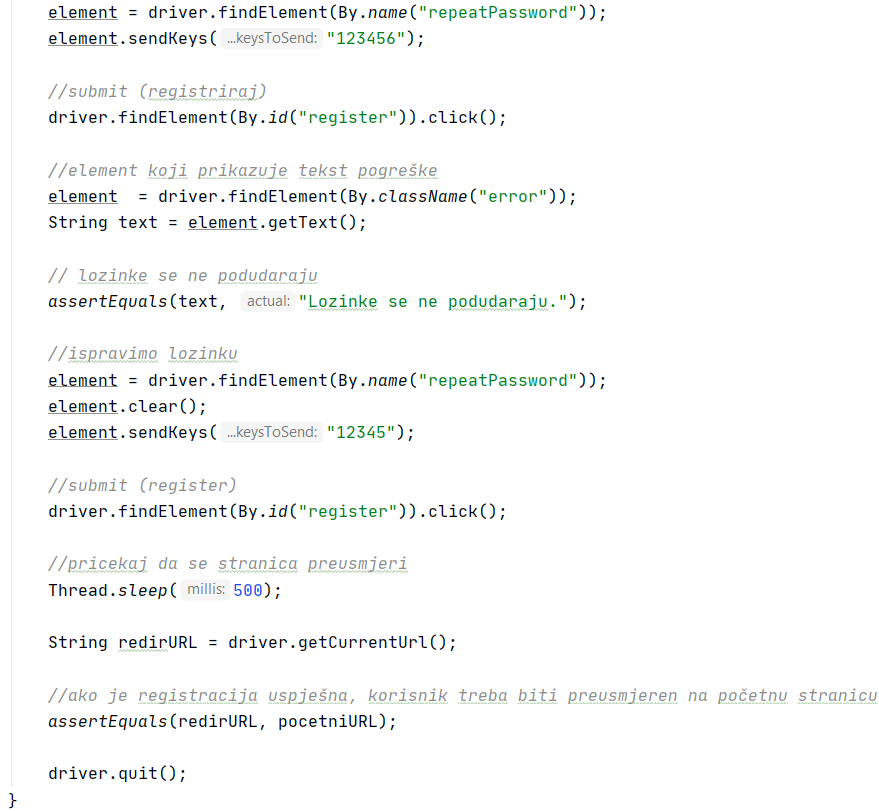 element = driver.findElement(By.name("repeatPassword"));
element.sendKeys( ...keysToSend: "123456");
//submit (registriraj)
driver.findElement(By.id("register")).click();
//element koji prikazuje tekst pogreške
element  = driver.findElement(By.className("error"));
String text = element.getText();
// lozinke se ne podudaraju
assertEquals(text, actual: "Lozinke se ne podudaraju.");
//ispravimo lozinku
element = driver.findElement(By.name("repeatPassword"));
element.clear();
element.sendKeys( ...keysToSend: "12345");
//submit (register)
driver.findElement(By.id("register")).click();
//pricekaj da se stranica preusmjeri
Thread.sleep( millis: 500);
String redirURL = driver.getCurrentUrl();
//ako je registracija uspješna, korisnik treba biti preusmjeren na početnu stranicu
assertEquals(redirURL, pocetniURL);
driver.quit();
}